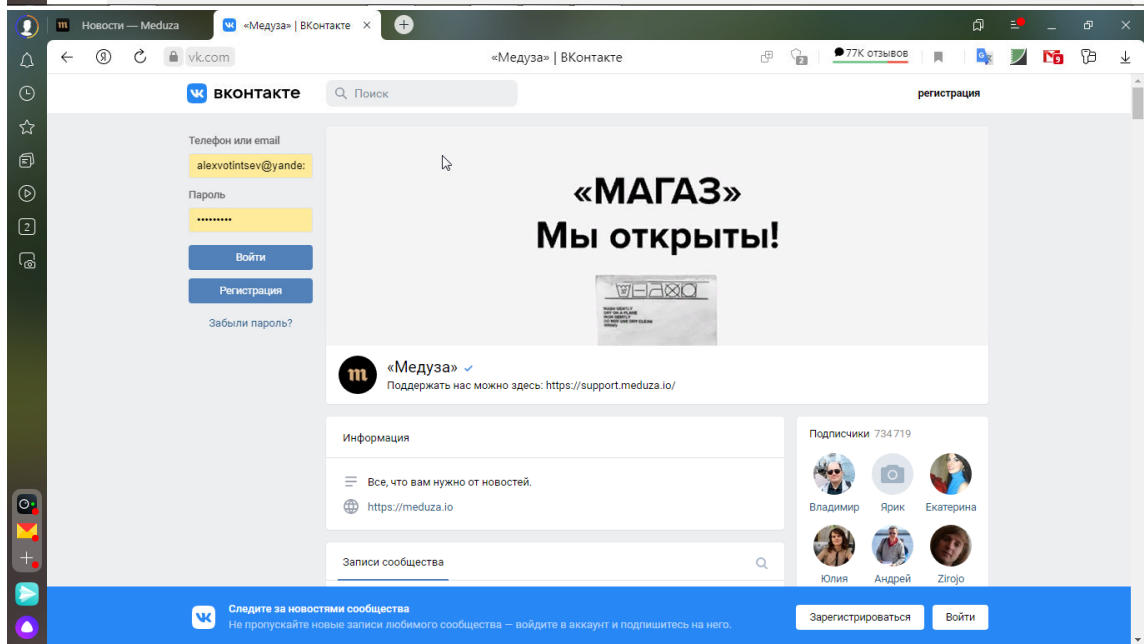 Новости — Meduza
«Медуза» | ВКонтакте
vk.com
«Медуза» | ВКонтакте
2
77K отзывов
9
вконтакте
Поиск
регистрация
Телефон или email
alexvotintsev@yande
Пароль
Войти
Регистрация
Забыли пароль?
2
«МАГАЗ»
Мы открыты!
m
«Медуза»
Поддержать нас можно здесь: https://support.meduza.io/
Информация
Все, что вам нужно от новостей.
https://meduza.io
Записи сообщества
Подписчики 734 719
Владимир Ярик Екатерина
Юлия Андрей Zirojo
Следите за новостями сообщества
Не пропускайте новые записи любимого сообщества — войдите в аккаунт и подпишитесь на него.
Зарегистрироваться
Войти